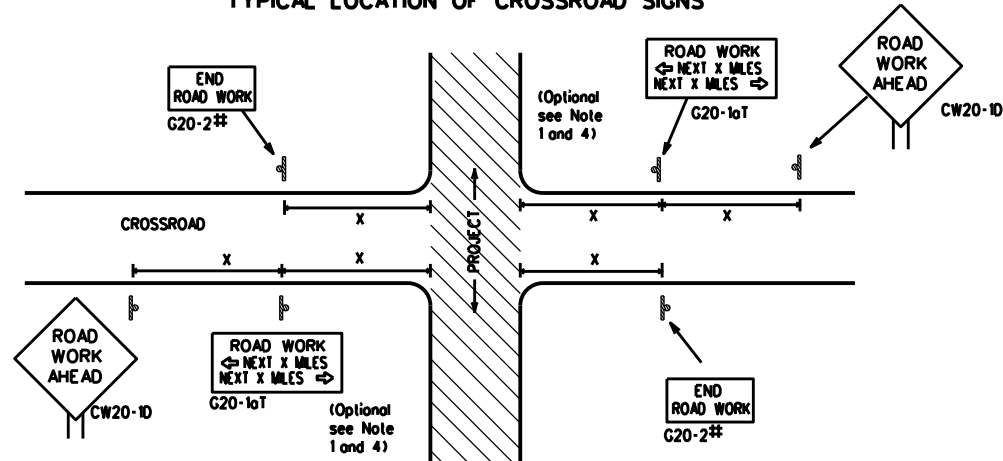 TYPICAL LOCATION OF CROSSROAD SIGNS
END
ROAD WORK
G20-2#
(Optional
see Note
1 and 4)
ROAD WORK
⇦ NEXT X MILES
NEXT X MILES ⇨
G20-1aT
ROAD
WORK
AHEAD
CW20-1D
X
X
X
CROSSROAD
PROJECT
X
X
X
ROAD
WORK
AHEAD
CW20-1D
ROAD WORK
⇦ NEXT X MILES
NEXT X MILES ⇨
G20-1aT
(Optional
see Note
1 and 4)
END
ROAD WORK
G20-2#